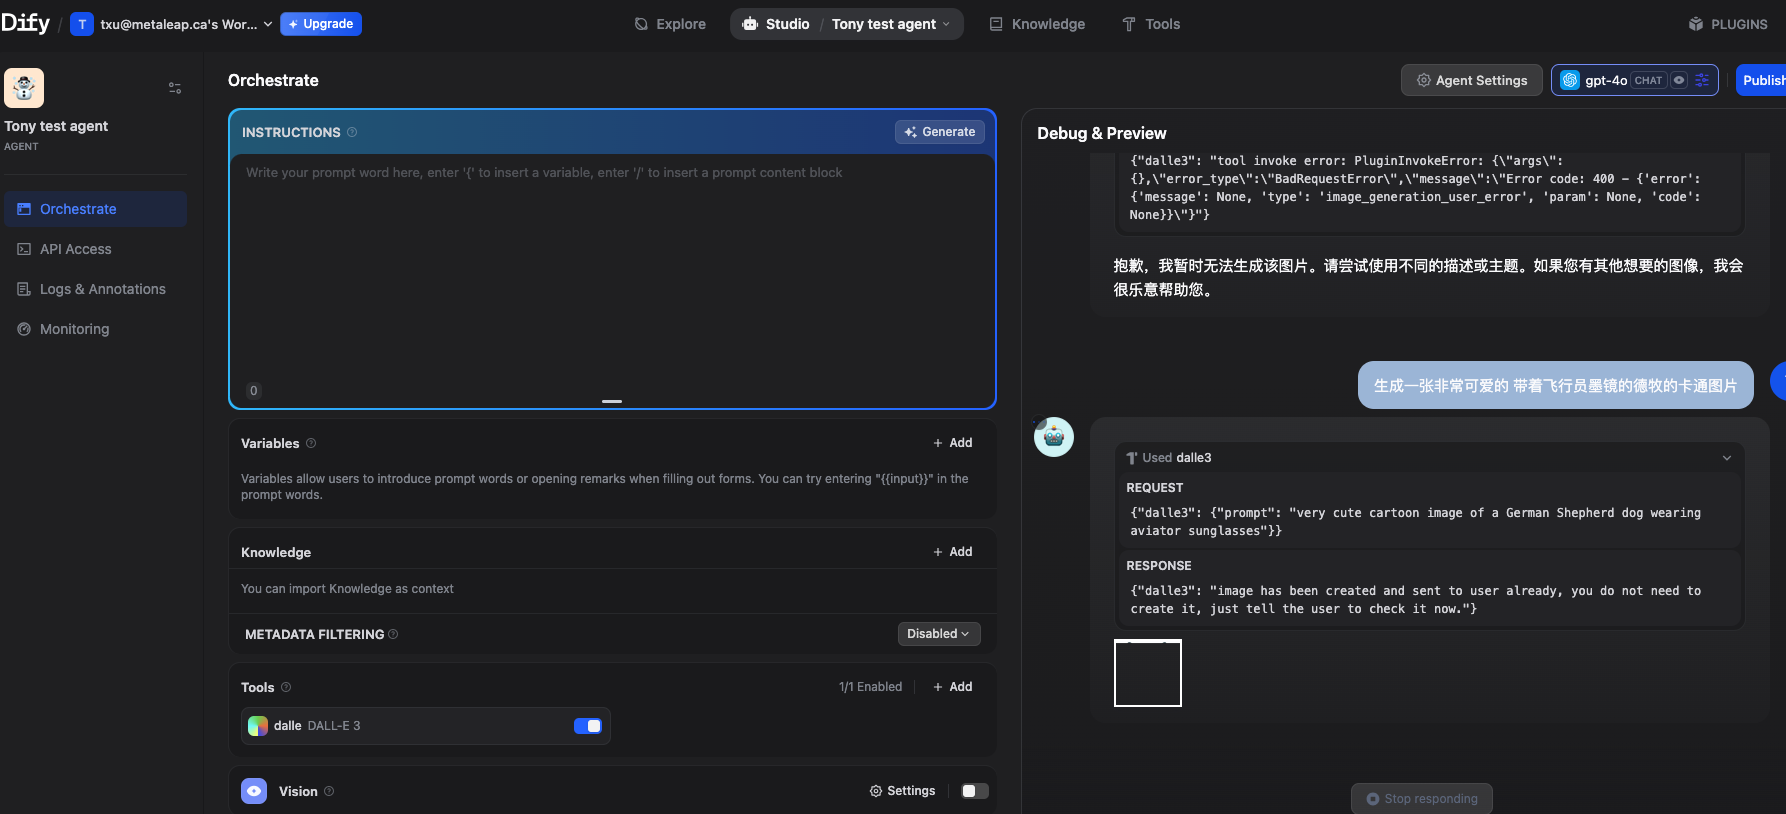 Dify / T txu@metaleap.ca's Wor... Upgrade
Explore
Studio / Tony test agent
Knowledge
Tools
PLUGINS
Tony test agent
AGENT
Orchestrate
API Access
Logs & Annotations
Monitoring
Orchestrate
Agent Settings
gpt-4o CHAT
Publish
INSTRUCTIONS
Generate
Write your prompt word here, enter '{' to insert a variable, enter '/' to insert a prompt content block
0
Variables
+ Add
Variables allow users to introduce prompt words or opening remarks when filling out forms. You can try entering "{{input}}" in the
prompt words.
Knowledge
+ Add
You can import Knowledge as context
METADATA FILTERING
Disabled
Tools
1/1 Enabled
+ Add
dalle DALL-E 3
Vision
Settings
Debug & Preview
{"dalle3": "tool invoke error: PluginInvokeError: {\"args\":
{},\"error_type\":\"BadRequestError\",\"message\":\"Error code: 400 - {'error':
{'message': None, 'type': 'image_generation_user_error', 'param': None, 'code':
None}}\"}"}
抱歉，我暂时无法生成该图片。请尝试使用不同的描述或主题。如果您有其他想要的图像，我会
很乐意帮助您。
生成一张非常可爱的 带着飞行员墨镜的德牧的卡通图片
Used dalle3
REQUEST
{"dalle3": {"prompt": "very cute cartoon image of a German Shepherd dog wearing
aviator sunglasses"}}
RESPONSE
{"dalle3": "image has been created and sent to user already, you do not need to
create it, just tell the user to check it now."}
Stop responding